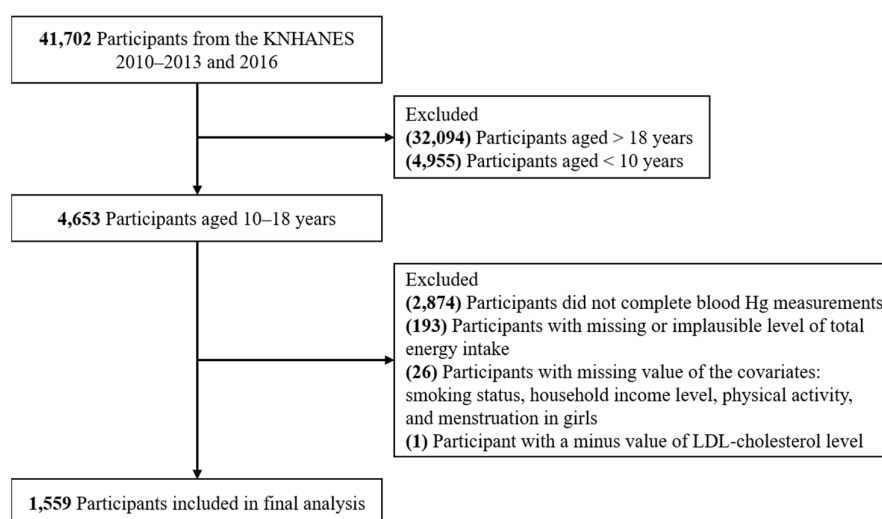 41,702 Participants from the KNHANES
2010–2013 and 2016
Excluded
(32,094) Participants aged > 18 years
(4,955) Participants aged < 10 years
4,653 Participants aged 10–18 years
Excluded
(2,874) Participants did not complete blood Hg measurements
(193) Participants with missing or implausible level of total
energy intake
(26) Participants with missing value of the covariates:
smoking status, household income level, physical activity,
and menstruation in girls
(1) Participant with a minus value of LDL-cholesterol level
1,559 Participants included in final analysis